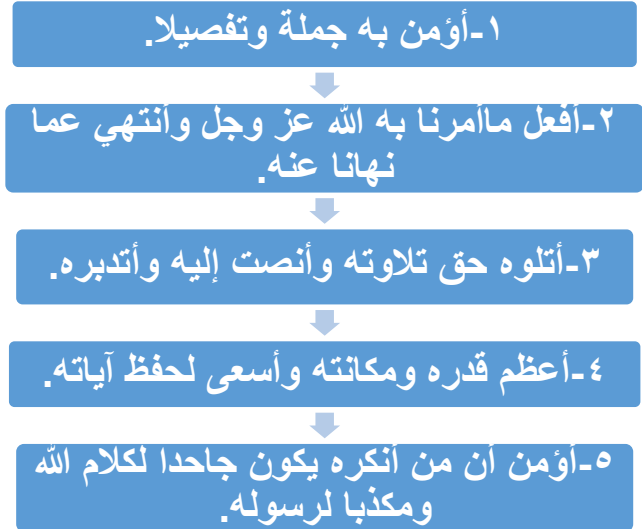 ١-أؤمن به جملة وتفصيلا.
٢-أفعل ماأمرنا به الله عز وجل وأنتهي عما
نهانا عنه.
٣-أتلوه حق تلاوته وأنصت إليه وأتدبره.
٤-أعظم قدره ومكانته وأسعى لحفظ آياته.
٥-أؤمن أن من أنكره يكون جاحدا لكلام الله
ومكذبا لرسوله.